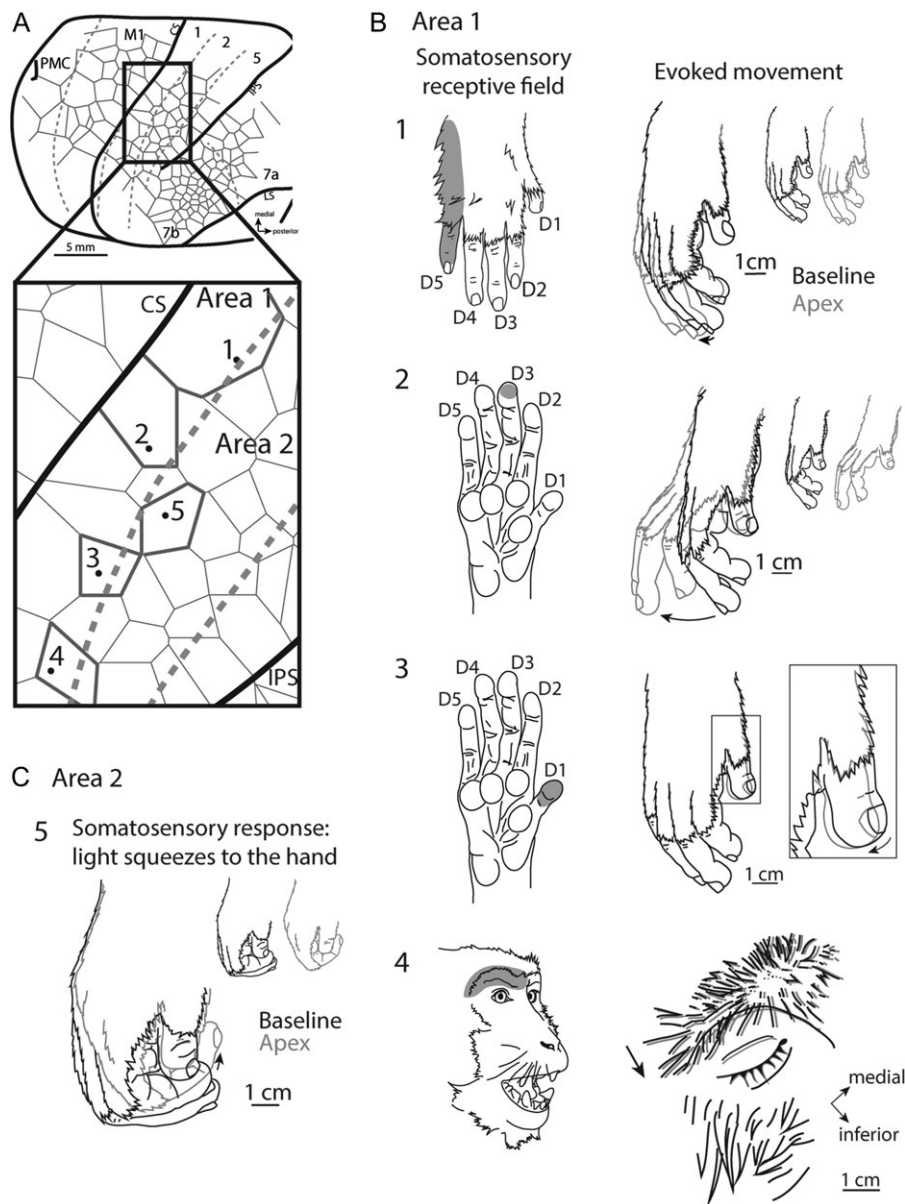 A
M1
CS
1
2
5
PMC
IPS
7a
LS
medial
posterior
7b
5 mm
CS
Area 1
1
2
Area 2
5
3
4
IPS
B Area 1
Somatosensory
receptive field
Evoked movement
1
D1
D5
D2
D4
D3
1cm
Baseline
Apex
2
D4
D3
D5
D2
D1
1 cm
3
D4
D3
D5
D2
D1
1 cm
4
medial
inferior
1 cm
C Area 2
5 Somatosensory response:
light squeezes to the hand
Baseline
Apex
1 cm